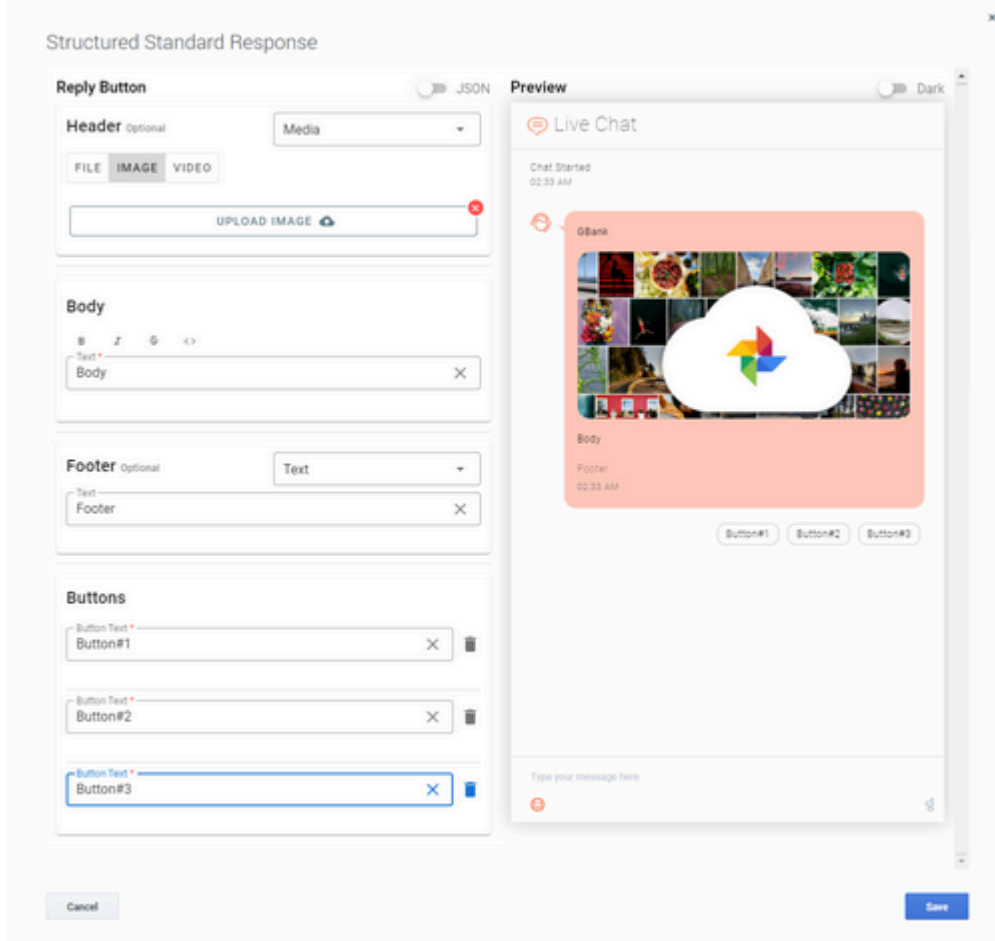 Structured Standard Response
Reply Button
JSON
Header Optional
Media
FILE IMAGE VIDEO
UPLOAD IMAGE
Body
B I S <>
Text *
Body
Footer Optional
Text
Text
Footer
Buttons
Button Text *
Button#1
Button Text *
Button#2
Button Text *
Button#3
Preview
Dark
Live Chat
Chat Started
02:33 AM
GBank
Body
Footer
02:33 AM
Button#1 Button#2 Button#3
Type your message here
Cancel
Save